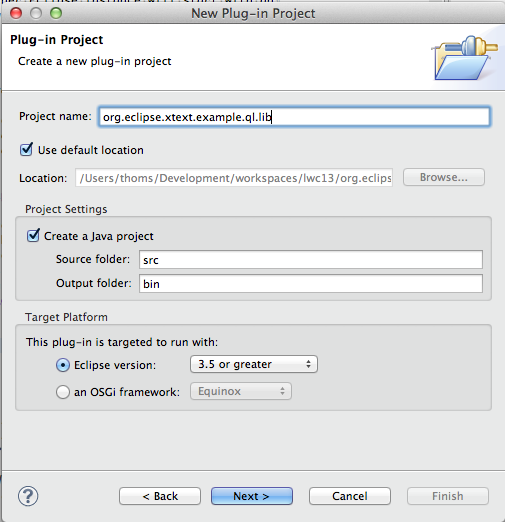 New Plug-in Project
Plug-in Project
Create a new plug-in project
Project name: org.eclipse.xtext.example.ql.lib
Use default location
Location: /Users/thoms/Development/workspaces/lwc13/org.eclips Browse...
Project Settings
Create a Java project
Source folder: src
Output folder: bin
Target Platform
This plug-in is targeted to run with:
Eclipse version: 3.5 or greater
an OSGi framework: Equinox
? < Back Next > Cancel Finish